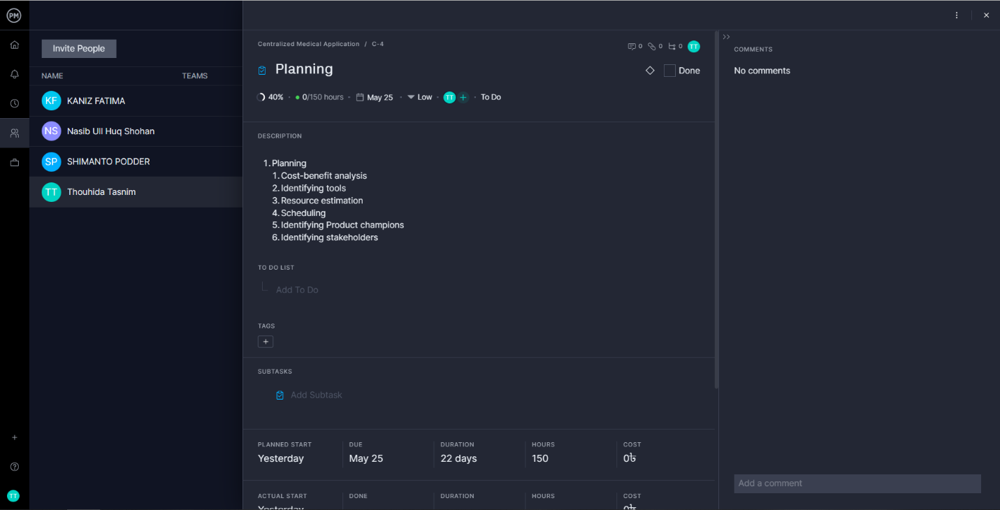 PM
Invite People
NAME TEAMS
KF KANIZ FATIMA
NS Nasib Ull Huq Shohan
SP SHIMANTO PODDER
TT Thouhida Tasnim
TT
Centralized Medical Application / C-4
0 0 0 TT
Planning
Done
40% · 0/150 hours · May 25 · Low · TT + · To Do
DESCRIPTION
1. Planning
1. Cost-benefit analysis
2. Identifying tools
3. Resource estimation
4. Scheduling
5. Identifying Product champions
6. Identifying stakeholders
TO DO LIST
Add To Do
TAGS
+
SUBTASKS
Add Subtask
PLANNED START DUE DURATION HOURS COST
Yesterday May 25 22 days 150 0৳
ACTUAL START DONE DURATION HOURS COST
Yesterday 0৳
COMMENTS
No comments
Add a comment